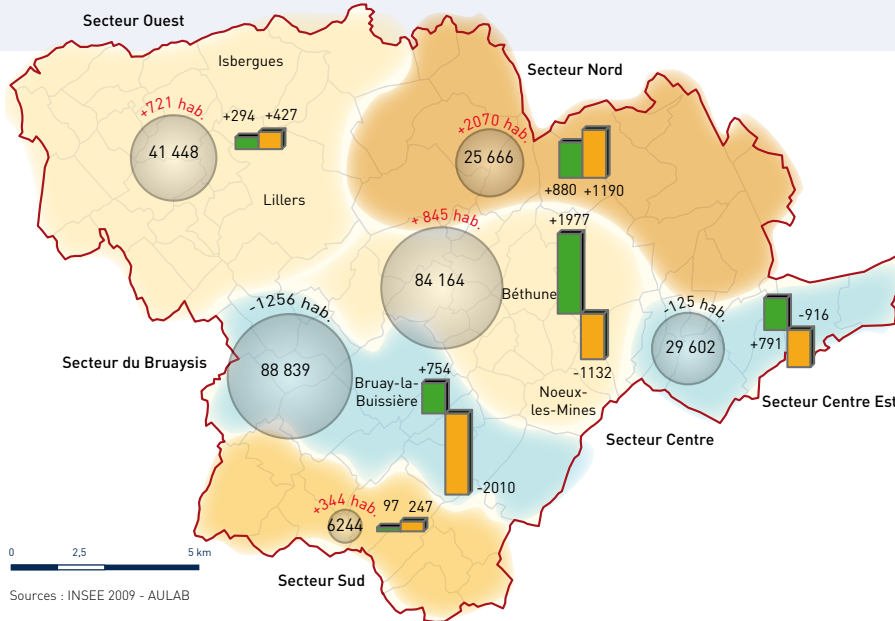 Secteur Ouest
Isbergues
+721 hab.
41 448
+294
+427
Lillers
Secteur Nord
+2070 hab.
25 666
+880
+1190
+ 845 hab.
84 164
Béthune
+1977
-1132
Noeux-
les-Mines
Secteur Centre
-125 hab.
29 602
+791
-916
Secteur Centre Est
-1256 hab.
88 839
Secteur du Bruaysis
Bruay-la-
Buissière
+754
-2010
+344 hab.
6244
97
247
Secteur Sud
0
2,5
5 km
Sources : INSEE 2009 - AULAB